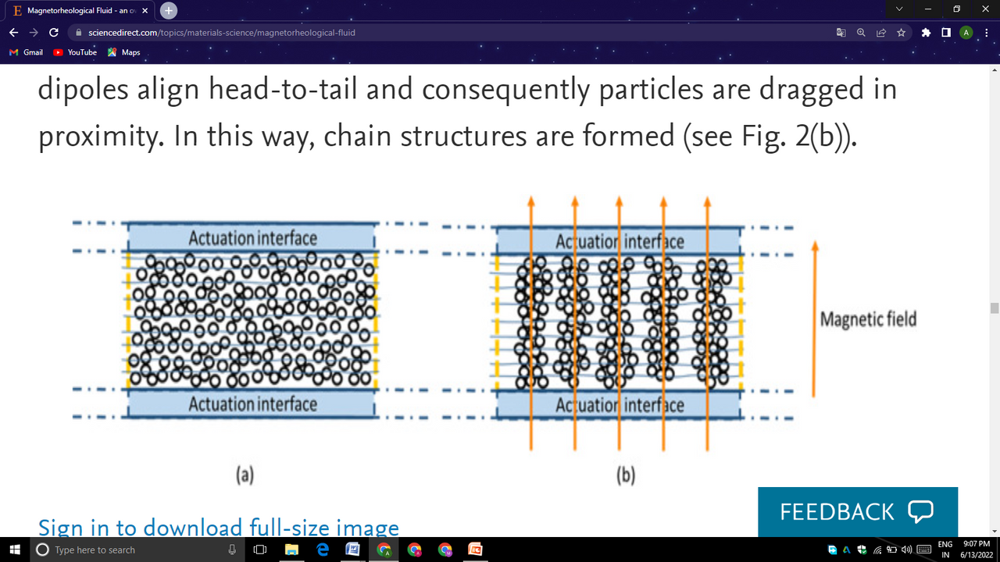 Magnetorheological Fluid - an o
sciencedirect.com/topics/materials-science/magnetorheological-fluid
A
Gmail
YouTube
Maps
dipoles align head-to-tail and consequently particles are dragged in
proximity. In this way, chain structures are formed (see Fig. 2(b)).
Actuation interface
Actuation interface
(a)
Actuation interface
Actuation interface
Magnetic field
(b)
FEEDBACK
Sign in to download full-size image
Type here to search
ENG
IN
9:07 PM
6/13/2022